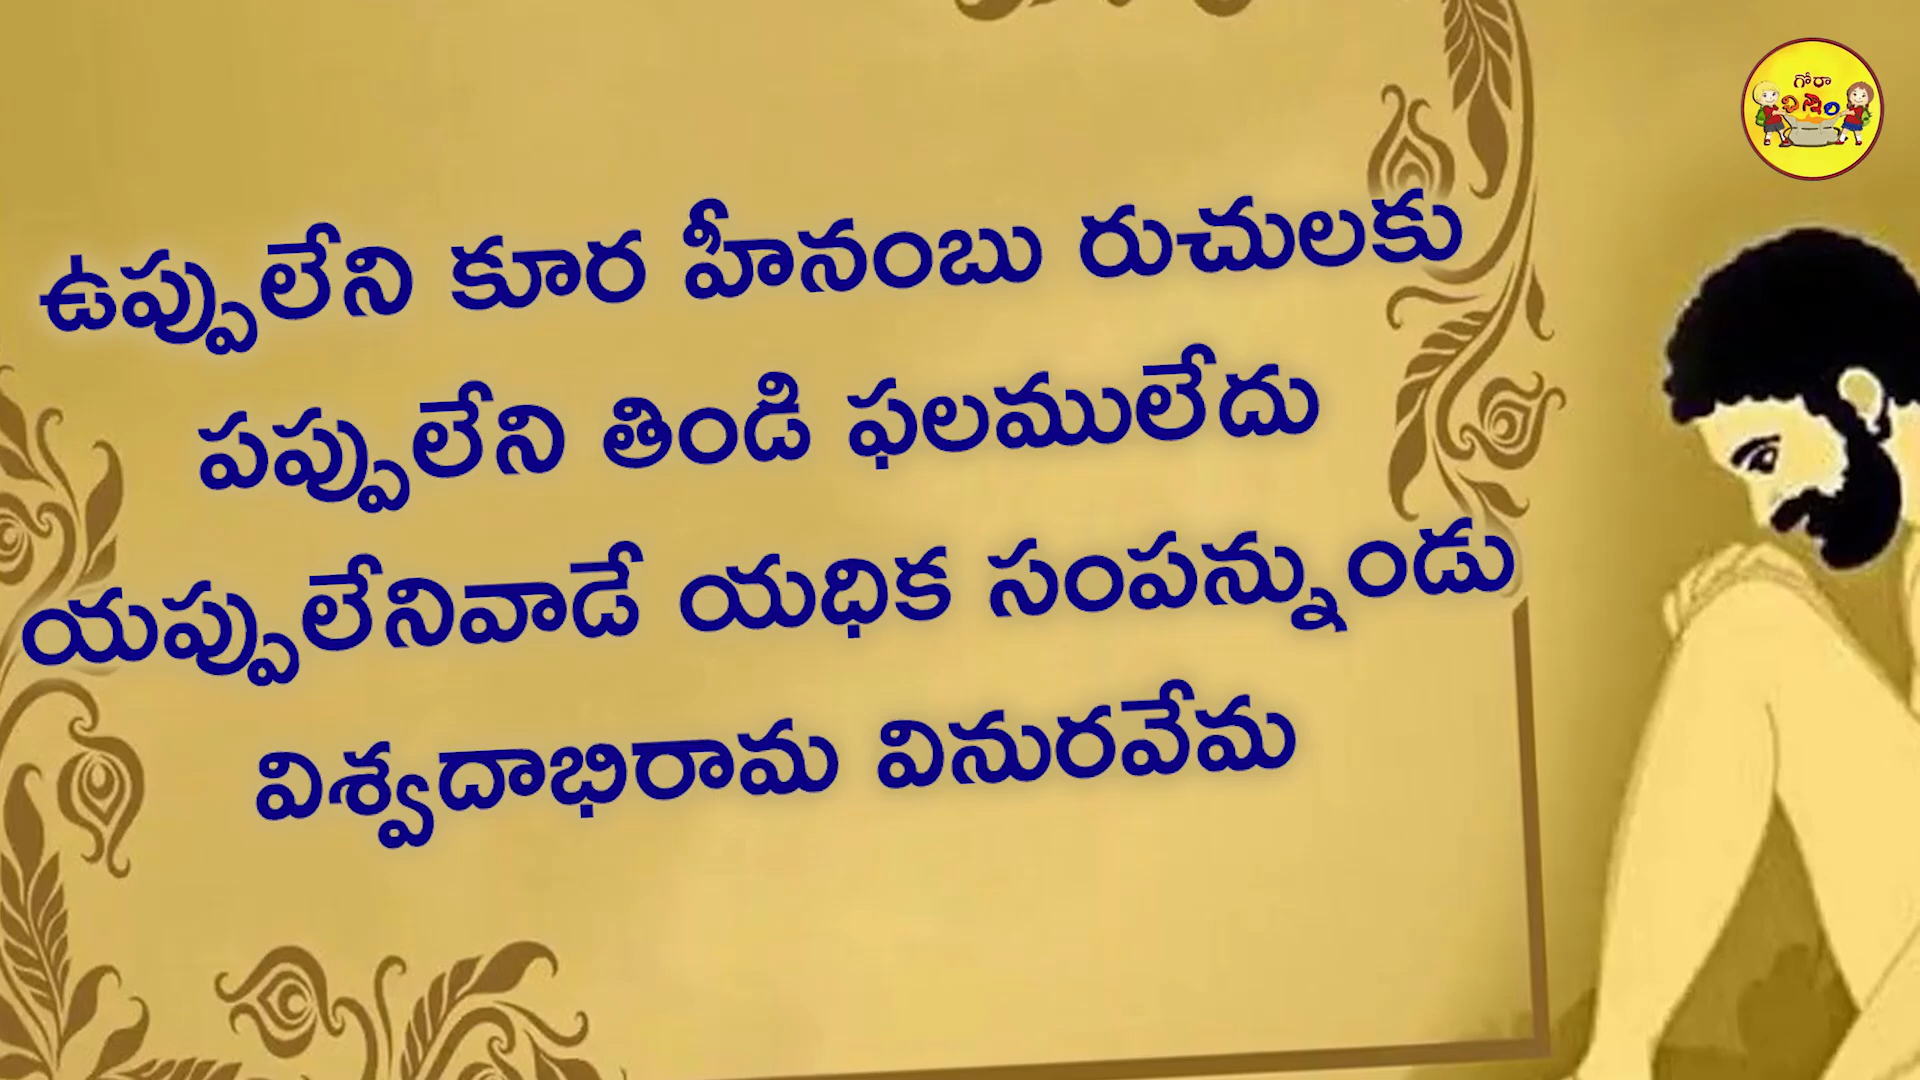 గోరా
ఉప్పులేని కూర హీనంబు రుచులకు
పప్పులేని తిండి ఫలములేదు
యప్పులేనివాడే యధిక సంపన్నుండు
విశ్వదాభిరామ వినురవేమ